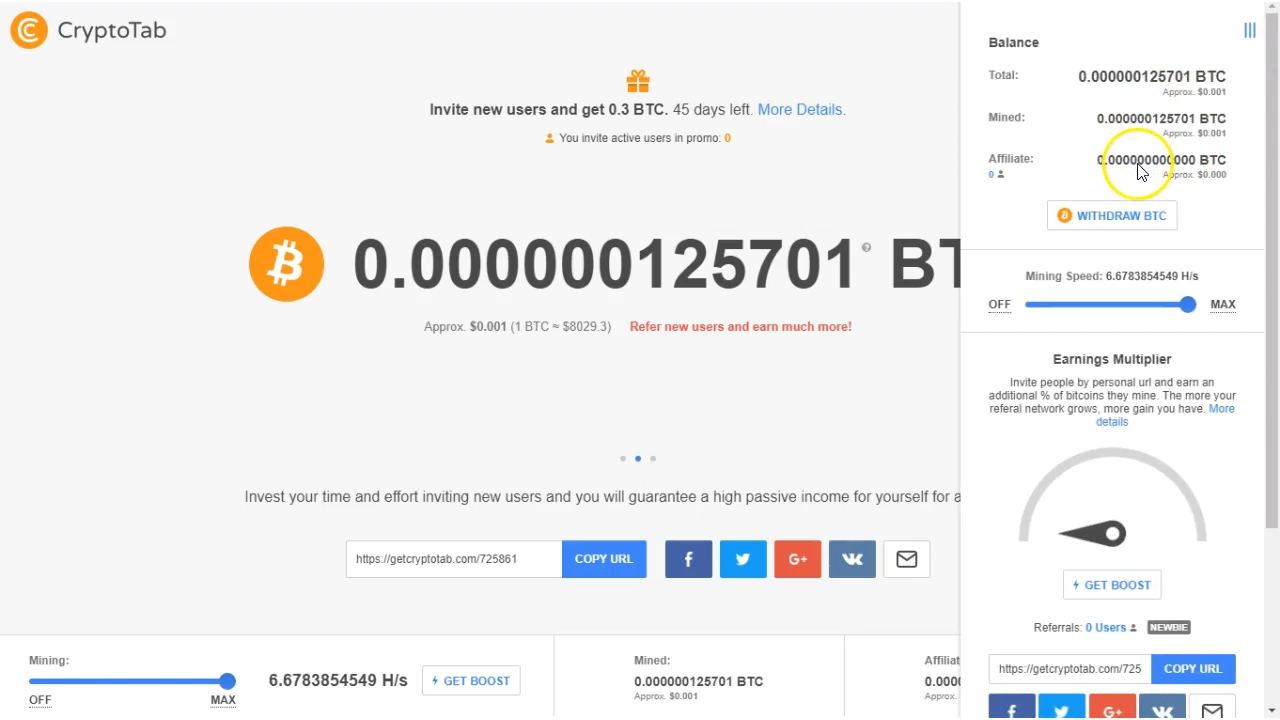 CryptoTab
Invite new users and get 0.3 BTC. 45 days left. More Details.
You invite active users in promo: 0
0.000000125701 BT
Approx. $0.001 (1 BTC ≈ $8029.3) Refer new users and earn much more!
Invest your time and effort inviting new users and you will guarantee a high passive income for yourself for a
https://getcryptotab.com/725861 COPY URL
Mining:
OFF MAX
6.6783854549 H/s
GET BOOST
Mined:
0.000000125701 BTC
Approx. $0.001
Affiliat
0.0000
Approx.
Balance
Total: 0.000000125701 BTC
Approx. $0.001
Mined: 0.000000125701 BTC
Approx. $0.001
Affiliate: 0.000000000000 BTC
0 Approx. $0.000
WITHDRAW BTC
Mining Speed: 6.6783854549 H/s
OFF MAX
Earnings Multiplier
Invite people by personal url and earn an
additional % of bitcoins they mine. The more your
referal network grows, more gain you have. More
details
GET BOOST
Referrals: 0 Users NEWBIE
https://getcryptotab.com/725 COPY URL